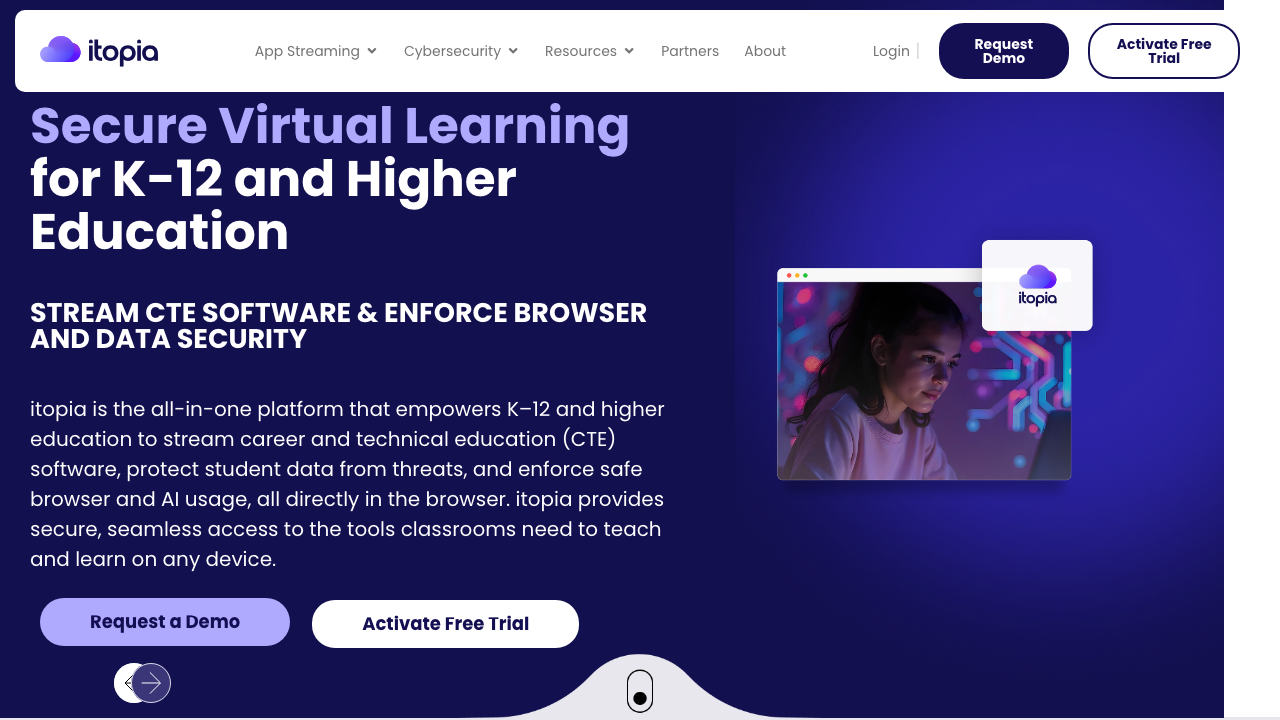 itopia
App Streaming
Cybersecurity
Resources
Partners
About
Login
Request
Demo
Activate Free
Trial
Secure Virtual Learning
for K-12 and Higher
Education
STREAM CTE SOFTWARE & ENFORCE BROWSER
AND DATA SECURITY
itopia is the all-in-one platform that empowers K–12 and higher
education to stream career and technical education (CTE)
software, protect student data from threats, and enforce safe
browser and AI usage, all directly in the browser. itopia provides
secure, seamless access to the tools classrooms need to teach
and learn on any device.
Request a Demo
Activate Free Trial
itopia